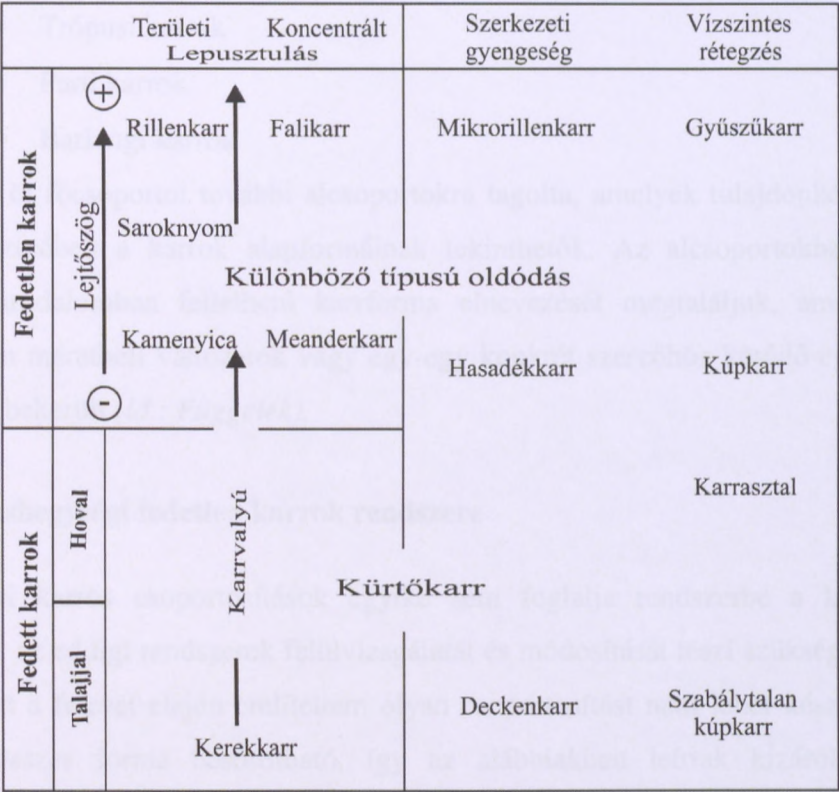 Területi Koncentrált
Lepusztulás
Szerkezeti
gyengeség
Vízszintes
rétegzés
Fedetlen karrok
Lejtőszög
+
-
Rillenkarr
Falikarr
Mikrorillenkarr
Gyűszűkarr
Saroknyom
Különböző típusú oldódás
Kamenyica
Meanderkarr
Hasadékkarr
Kúpkarr
Fedett karrok
Hoval
Talajjal
Karrvályú
Karrasztal
Kürtőkarr
Deckenkarr
Szabálytalan
kúpkarr
Kerekkarr